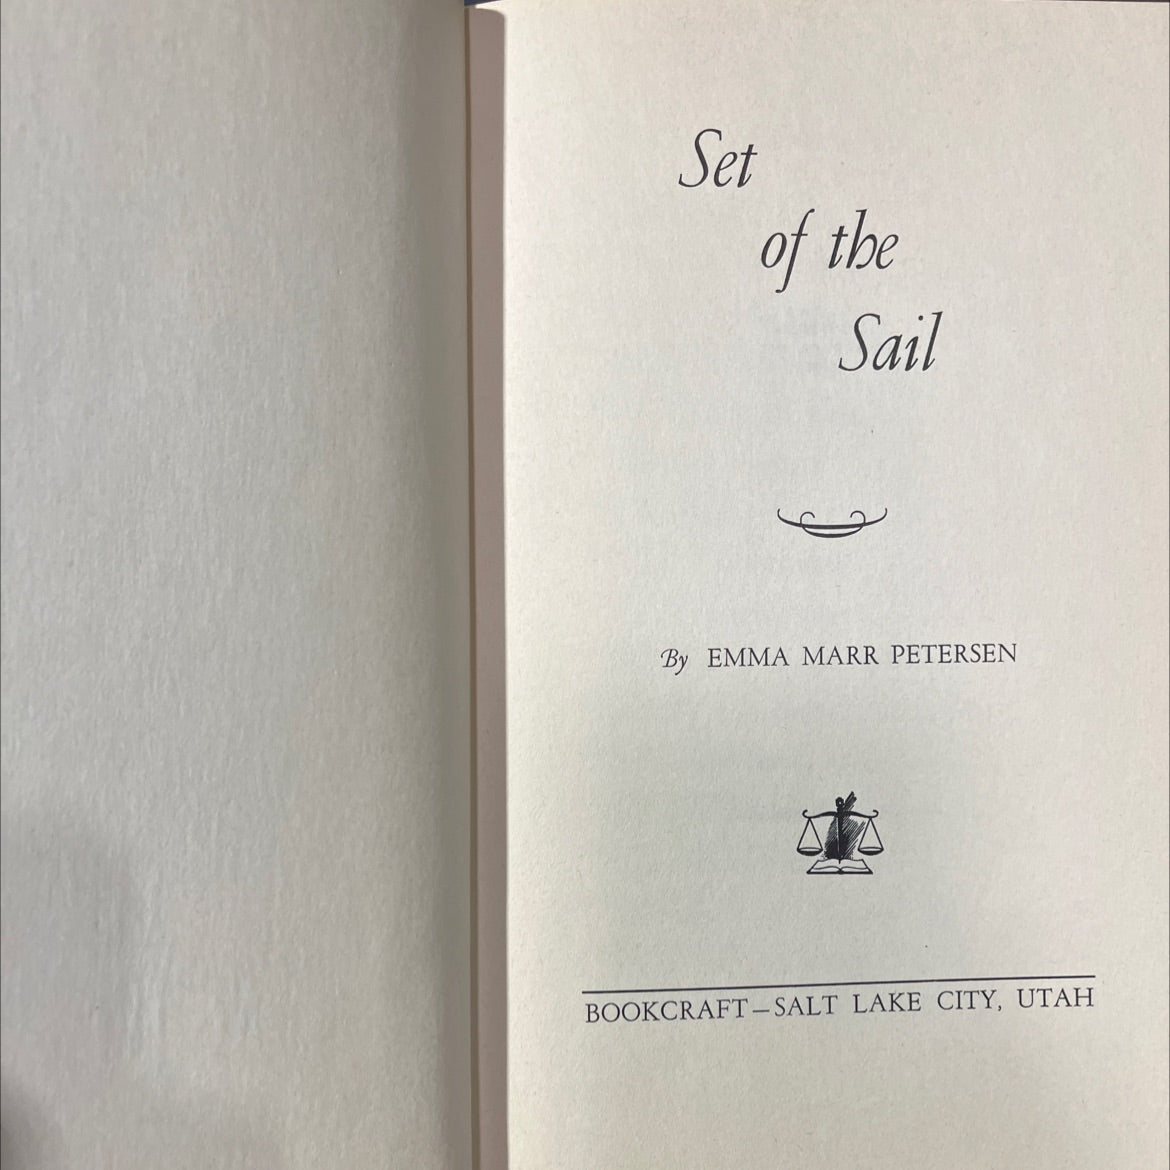 Set
of the
Sail
By EMMA MARR PETERSEN
BOOKCRAFT—SALT LAKE CITY, UTAH